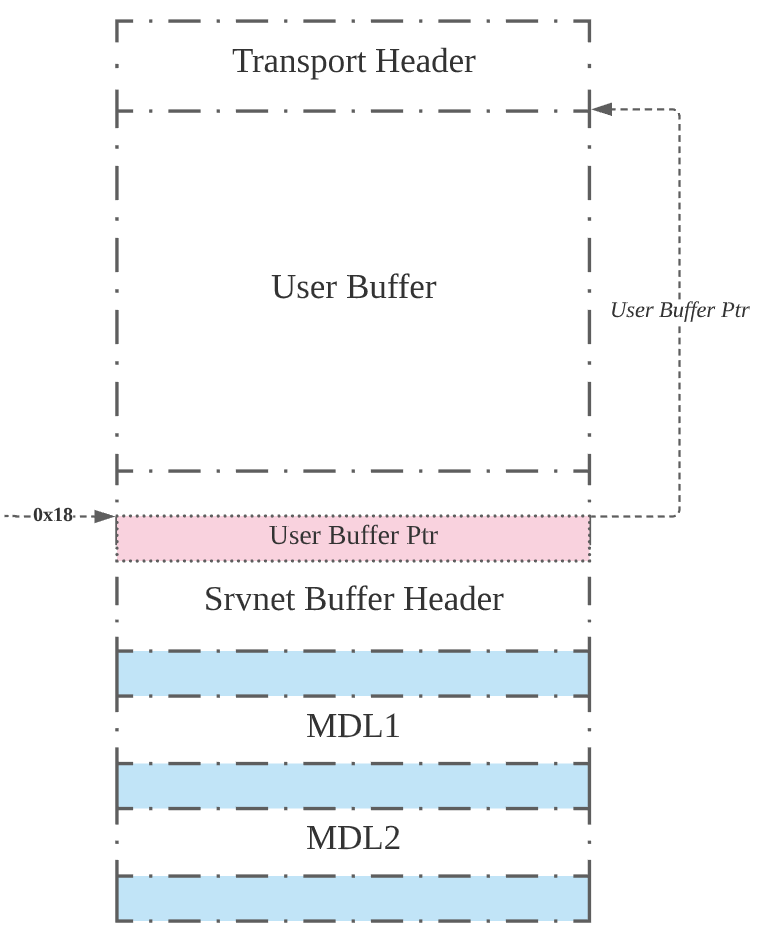 Transport Header
User Buffer
User Buffer Ptr
0x18
User Buffer Ptr
Srvnet Buffer Header
MDL1
MDL2